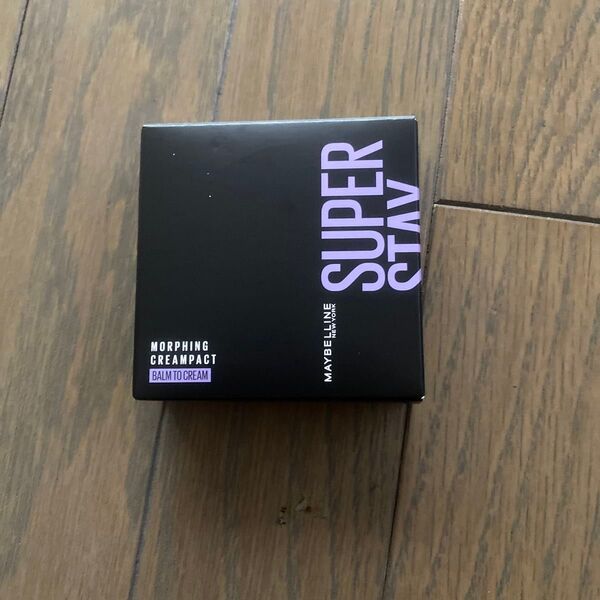 SUPER
STAY
MAYBELLINE
NEW YORK
MORPHING
CREAMPACT
BALM TO CREAM